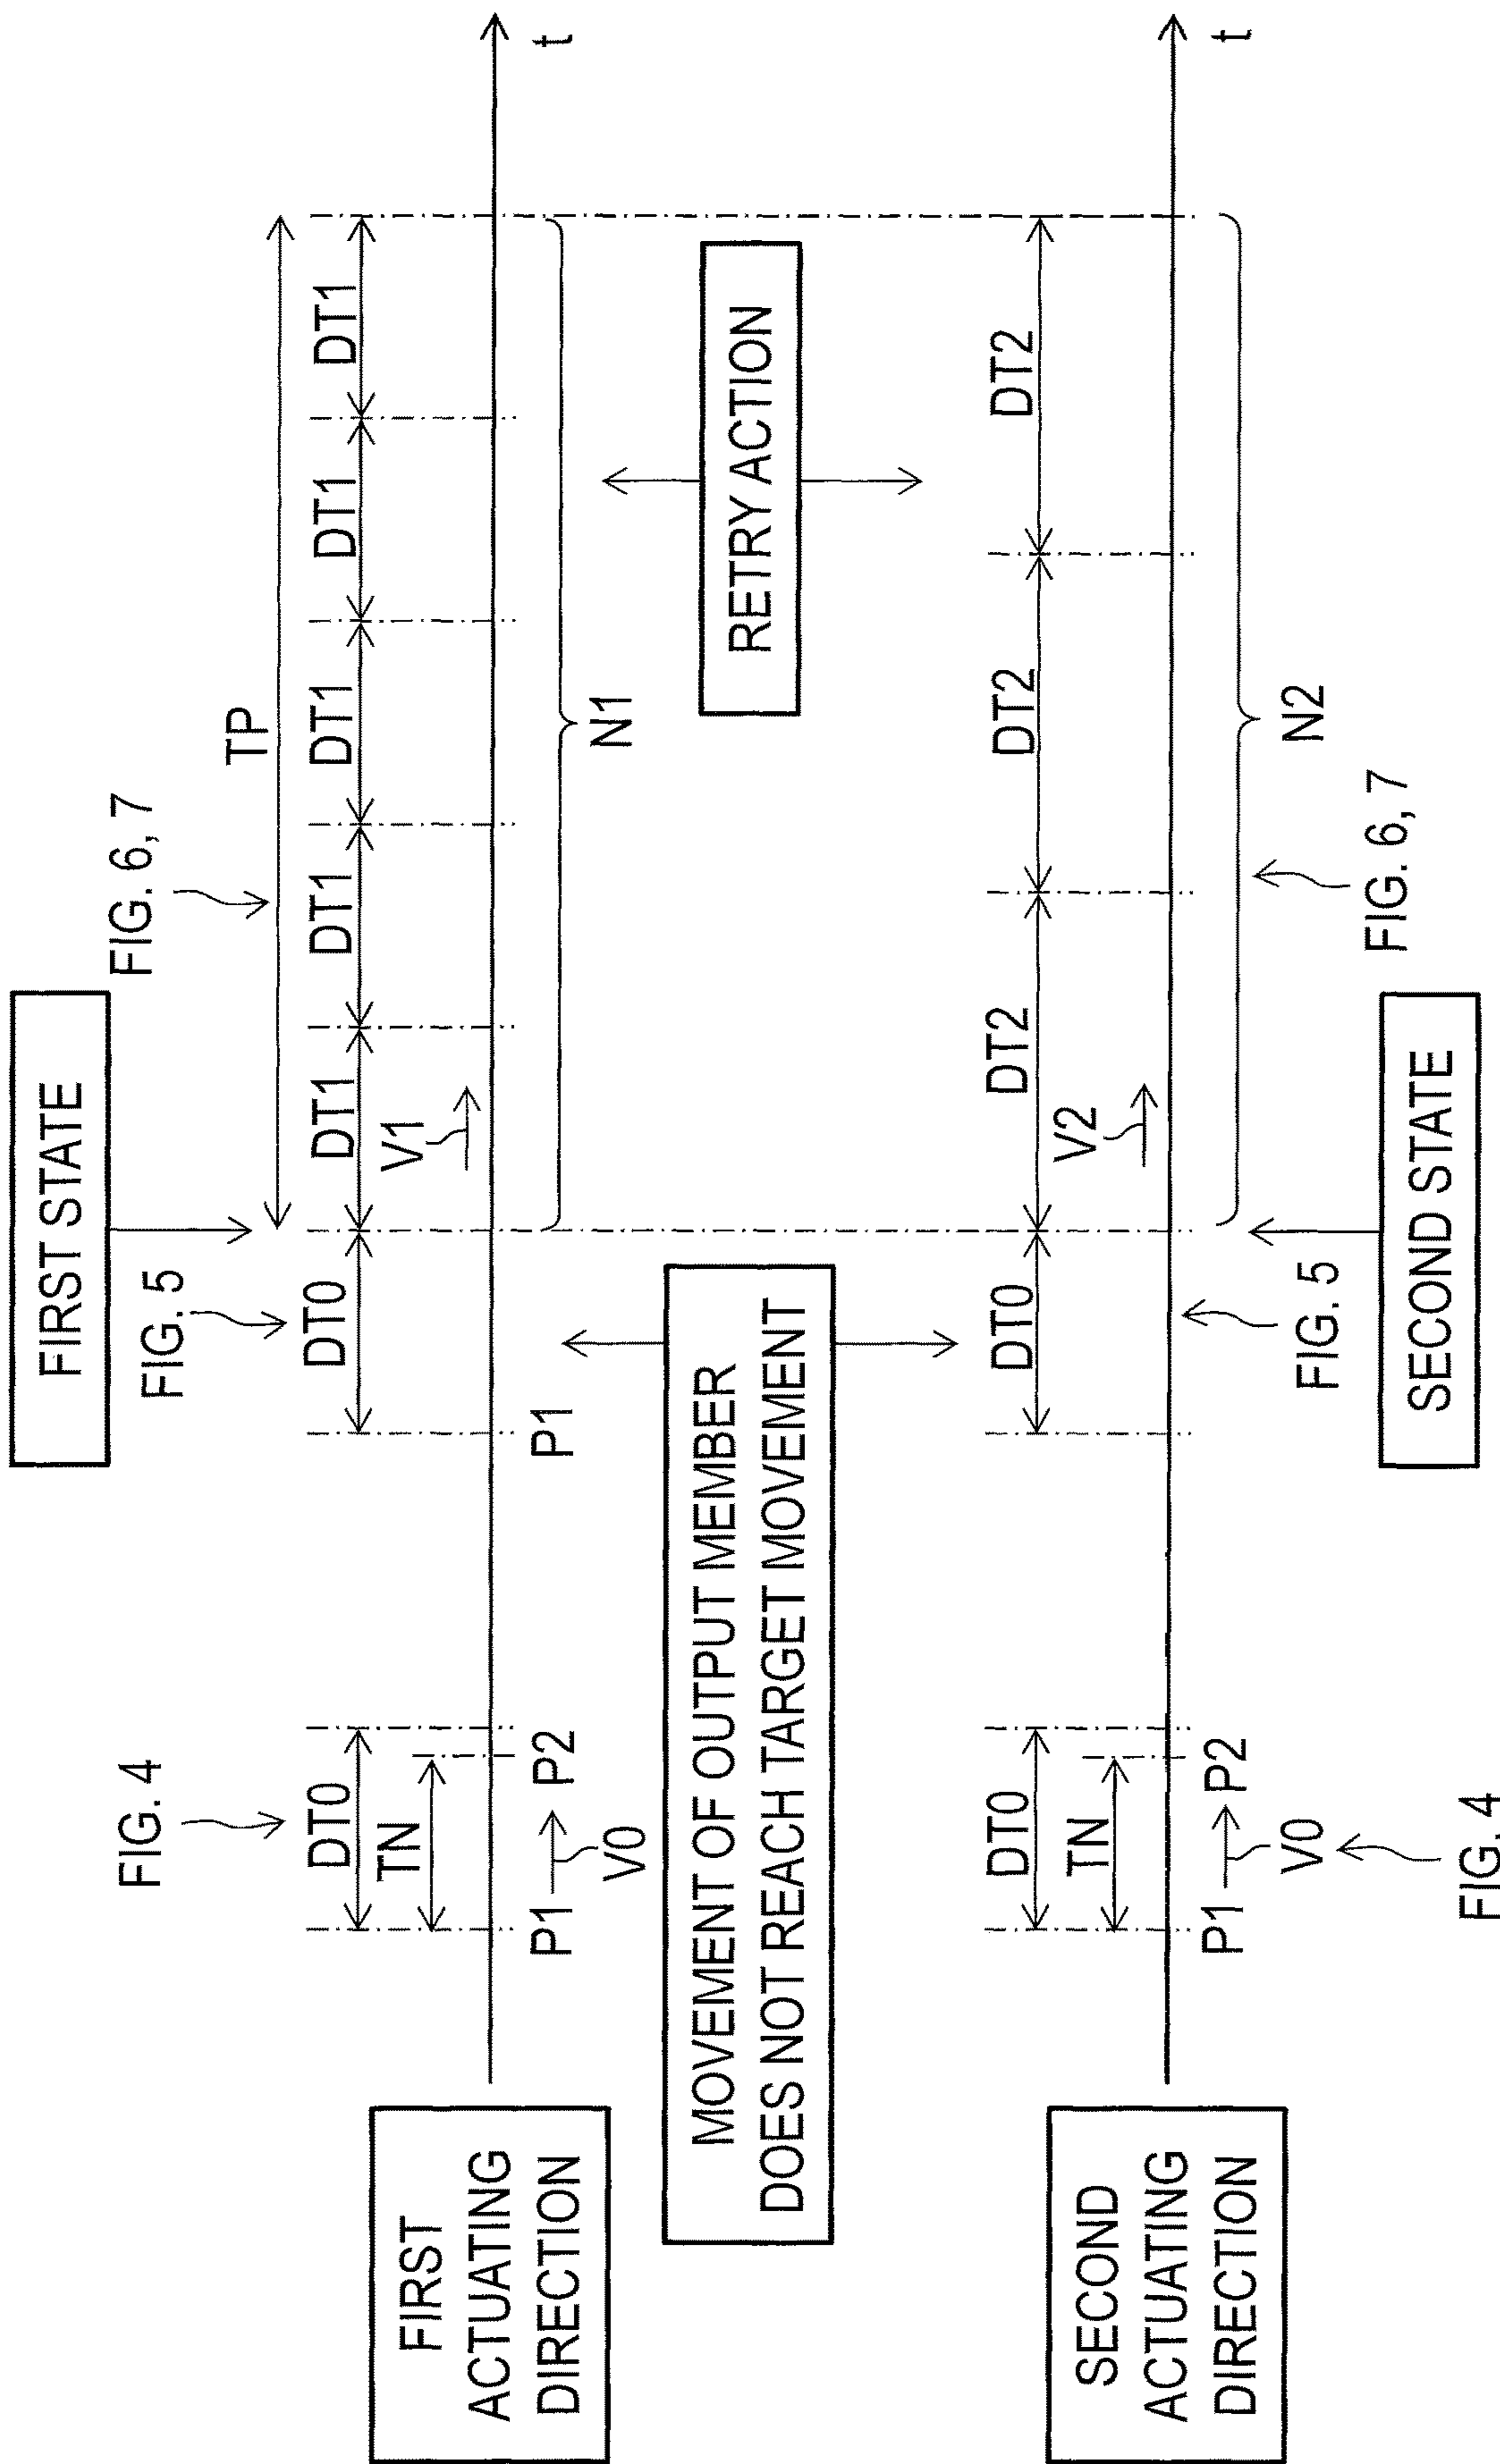 FIRST
ACTUATING
DIRECTION
FIG. 4
DT0
TN
P1
P2
V0
FIRST STATE
FIG. 5
DT0
P1
FIG. 6, 7
TP
DT1
DT1
DT1
DT1
DT1
V1
N1
t
MOVEMENT OF OUTPUT MEMBER
DOES NOT REACH TARGET MOVEMENT
RETRY ACTION
SECOND
ACTUATING
DIRECTION
DT0
TN
P1
P2
V0
FIG. 4
DT0
FIG. 5
SECOND STATE
DT2
DT2
DT2
V2
N2
FIG. 6, 7
t